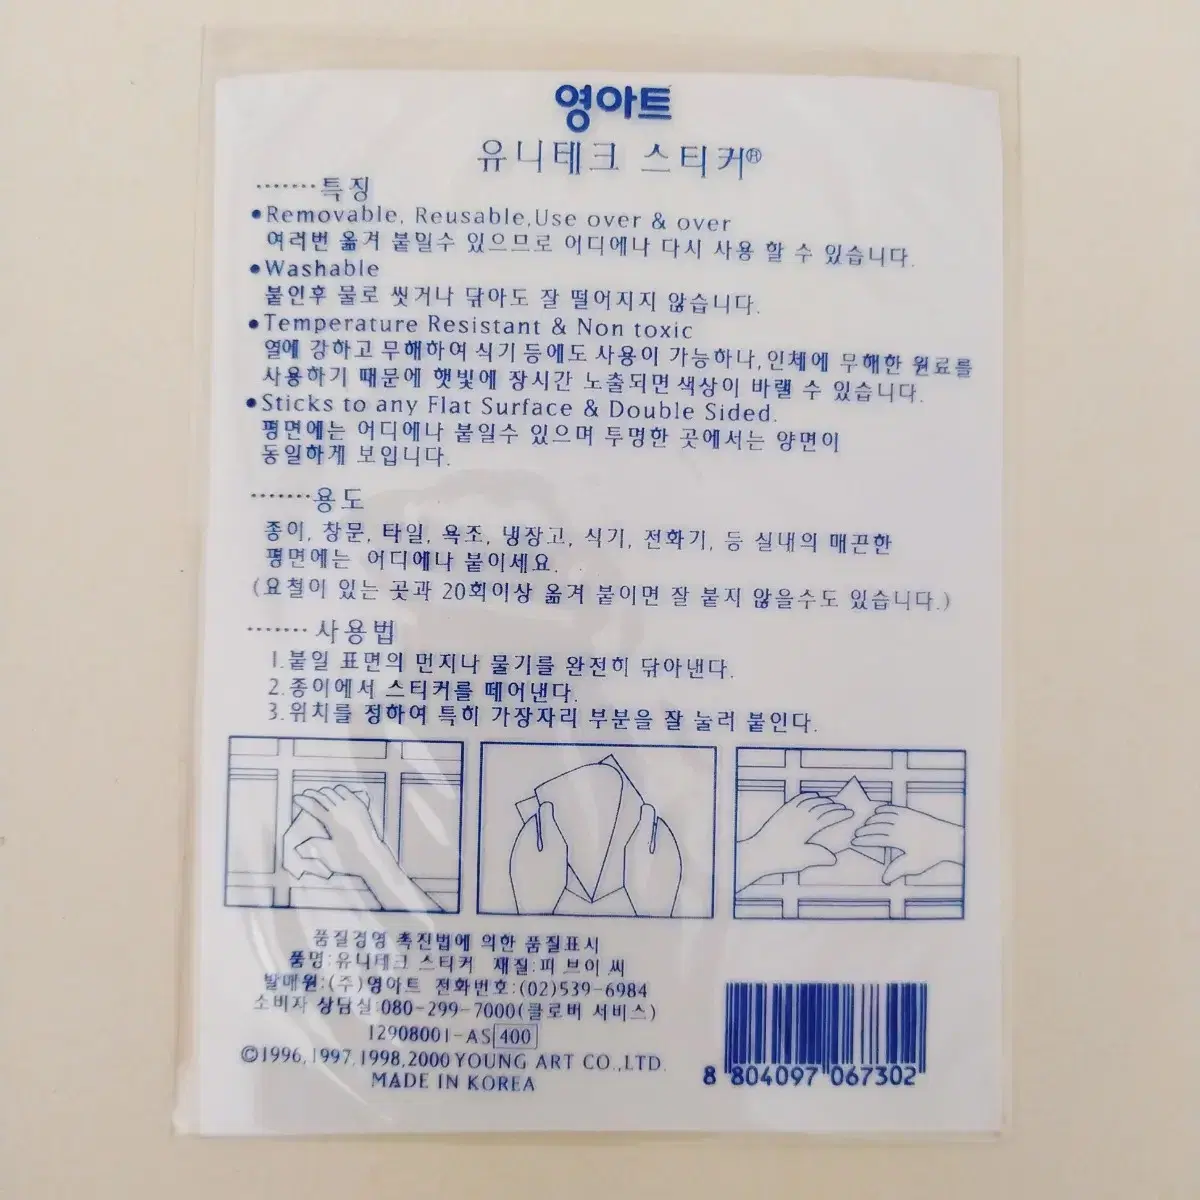 영아트
유니테크 스티커®
·······특징
•Removable, Reusable,Use over & over
여러번 옮겨 붙일수 있으므로 어디에나 다시 사용 할 수 있습니다.
•Washable
붙인후 물로 씻거나 닦아도 잘 떨어지지 않습니다.
•Temperature Resistant & Non toxic
열에 강하고 무해하여 식기 등에도 사용이 가능하나,인체에 무해한 원료를
사용하기 때문에 햇빛에 장시간 노출되면 색상이 바랠 수 있습니다.
•Sticks to any Flat Surface & Double Sided.
평면에는 어디에나 붙일수 있으며 투명한 곳에서는 양면이
동일하게 보입니다.
·······용도
종이, 창문, 타일, 욕조, 냉장고, 식기, 전화기, 등 실내의 매끈한
평면에는 어디에나 붙이세요.
(요철이 있는 곳과 20회이상 옮겨 붙이면 잘 붙지 않을수도 있습니다.)
·······사용법
1.붙일 표면의 먼지나 물기를 완전히 닦아낸다.
2.종이에서 스티커를 떼어낸다.
3.위치를 정하여 특히 가장자리 부분을 잘 눌러 붙인다.
품질경영 촉진법에 의한 품질표시
품명:유니테크 스티커 재질:피 브이 씨
발매원:(주)영아트 전화번호:(02)539-6984
소비자 상담실:080-299-7000(클로버 서비스)
12908001-AS 400
©1996,1997,1998,2000 YOUNG ART CO.,LTD.
MADE IN KOREA
8 804097 067302